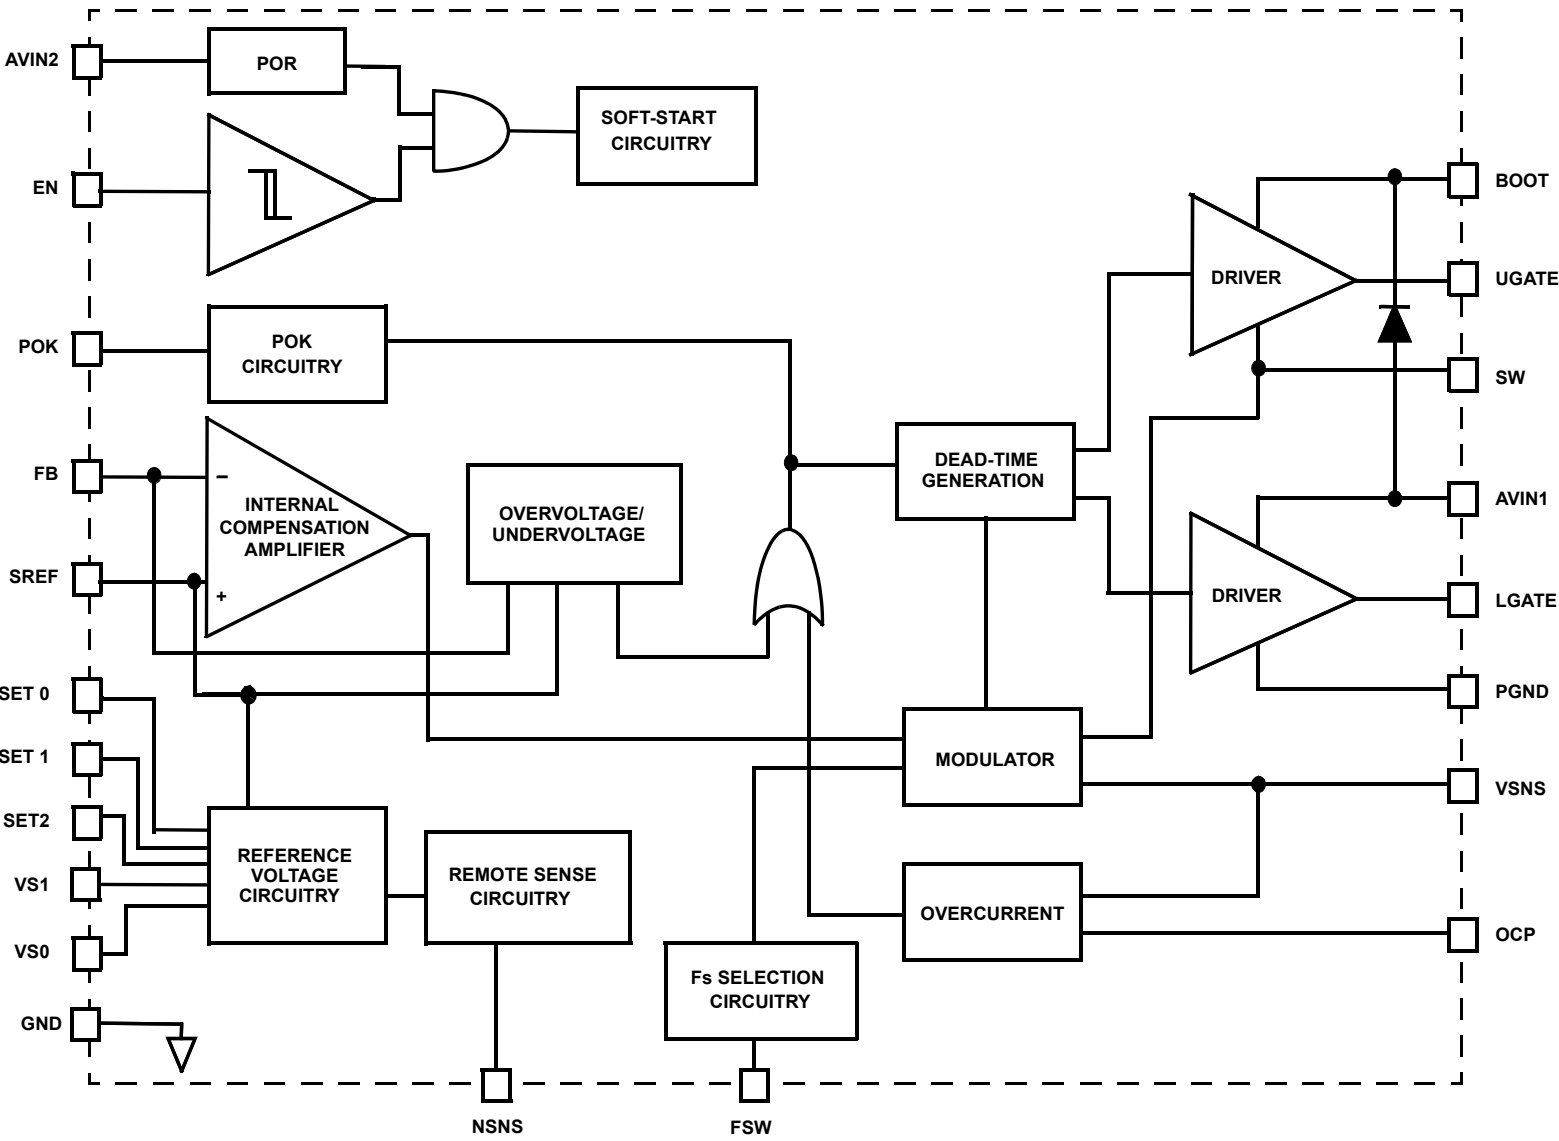 AVIN2
POR
SOFT-START
CIRCUITRY
EN
BOOT
DRIVER
UGATE
POK
POK
CIRCUITRY
SW
FB
−
INTERNAL
COMPENSATION
AMPLIFIER
+
SREF
OVERVOLTAGE/
UNDERVOLTAGE
DEAD-TIME
GENERATION
AVIN1
DRIVER
LGATE
SET 0
PGND
SET 1
MODULATOR
VSNS
SET2
REFERENCE
VOLTAGE
CIRCUITRY
REMOTE SENSE
CIRCUITRY
VS1
OVERCURRENT
OCP
VS0
Fs SELECTION
CIRCUITRY
GND
NSNS
FSW